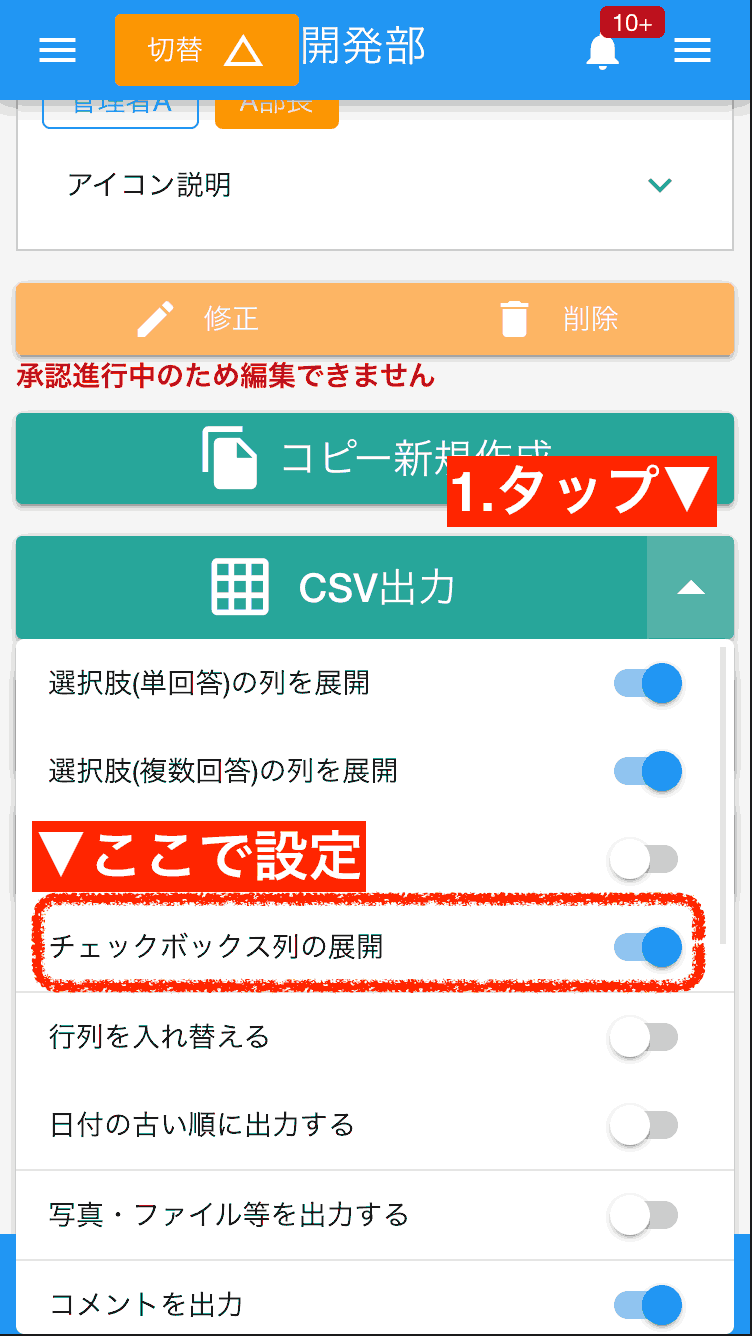 切替
開発部
10+
管理者A
A部長
アイコン説明
修正
削除
承認進行中のため編集できません
コピー新規作成
1.タップ▼
CSV出力
選択肢(単回答)の列を展開
選択肢(複数回答)の列を展開
▼ここで設定
チェックボックス列の展開
行列を入れ替える
日付の古い順に出力する
写真・ファイル等を出力する
コメントを出力